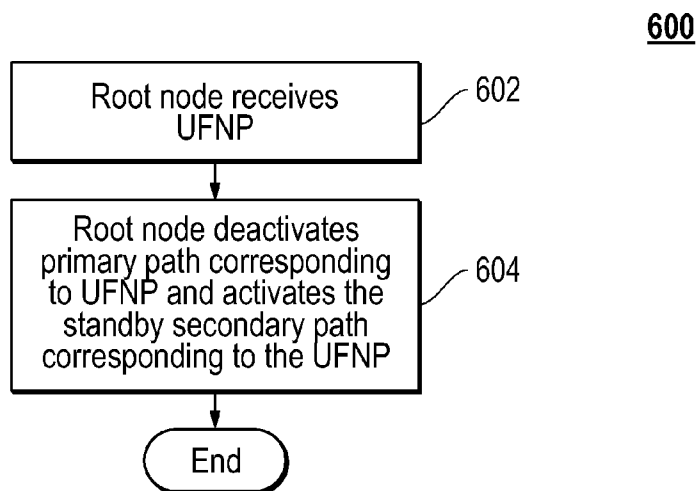 600
Root node receives
UFNP
602
Root node deactivates
primary path corresponding
to UFNP and activates the
standby secondary path
corresponding to the UFNP
604
End